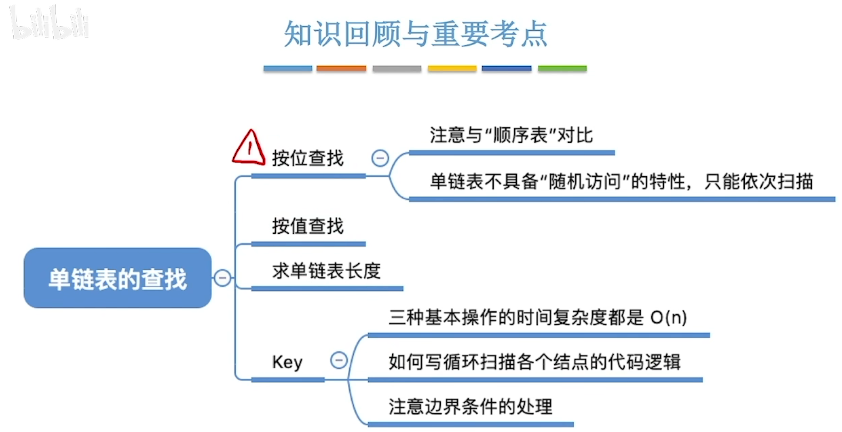 bilibili
知识回顾与重要考点
单链表的查找
按位查找
注意与“顺序表”对比
单链表不具备“随机访问”的特性，只能依次扫描
按值查找
求单链表长度
Key
三种基本操作的时间复杂度都是 O(n)
如何写循环扫描各个结点的代码逻辑
注意边界条件的处理